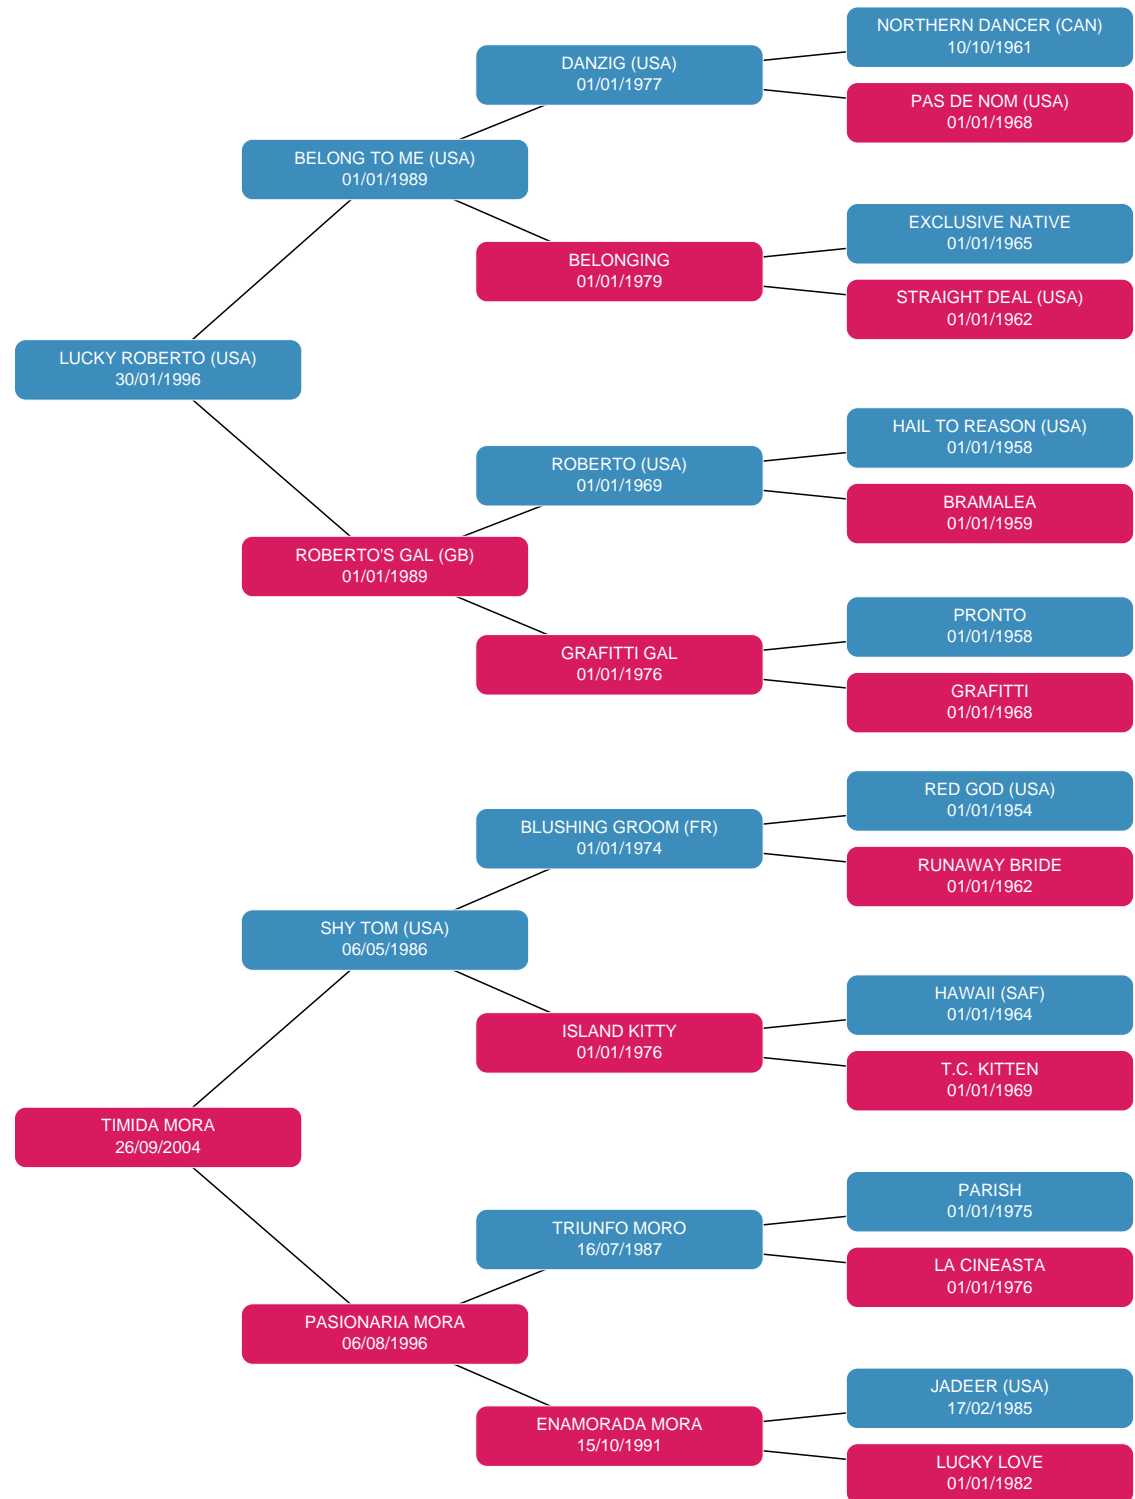 NORTHERN DANCER (CAN)
10/10/1961
DANZIG (USA)
01/01/1977
PAS DE NOM (USA)
01/01/1968
BELONG TO ME (USA)
01/01/1989
EXCLUSIVE NATIVE
01/01/1965
BELONGING
01/01/1979
STRAIGHT DEAL (USA)
01/01/1962
LUCKY ROBERTO (USA)
30/01/1996
HAIL TO REASON (USA)
01/01/1958
ROBERTO (USA)
01/01/1969
BRAMALEA
01/01/1959
ROBERTO'S GAL (GB)
01/01/1989
PRONTO
01/01/1958
GRAFITTI GAL
01/01/1976
GRAFITTI
01/01/1968
RED GOD (USA)
01/01/1954
BLUSHING GROOM (FR)
01/01/1974
RUNAWAY BRIDE
01/01/1962
SHY TOM (USA)
06/05/1986
HAWAII (SAF)
01/01/1964
ISLAND KITTY
01/01/1976
T.C. KITTEN
01/01/1969
TIMIDA MORA
26/09/2004
PARISH
01/01/1975
TRIUNFO MORO
16/07/1987
LA CINEASTA
01/01/1976
PASIONARIA MORA
06/08/1996
JADEER (USA)
17/02/1985
ENAMORADA MORA
15/10/1991
LUCKY LOVE
01/01/1982